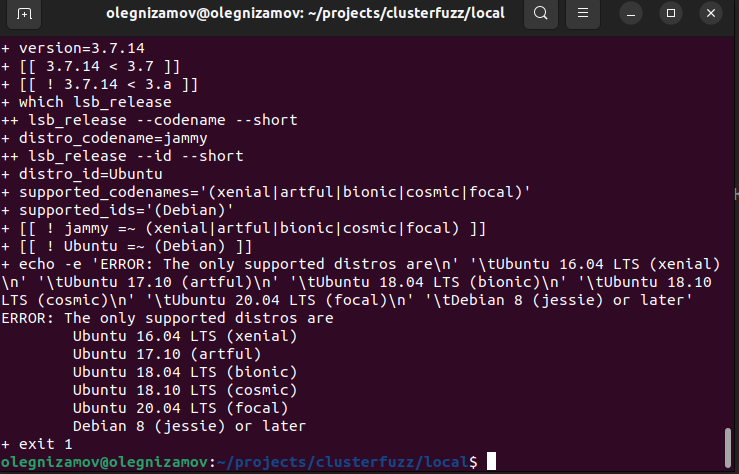 olegnizamov@olegnizamov: ~/projects/clusterfuzz/local
+ version=3.7.14
+ [[ 3.7.14 < 3.7 ]]
+ [[ ! 3.7.14 < 3.a ]]
+ which lsb_release
++ lsb_release --codename --short
+ distro_codename=jammy
++ lsb_release --id --short
+ distro_id=Ubuntu
+ supported_codenames='(xenial|artful|bionic|cosmic|focal)'
+ supported_ids='(Debian)'
+ [[ ! jammy =~ (xenial|artful|bionic|cosmic|focal) ]]
+ [[ ! Ubuntu =~ (Debian) ]]
+ echo -e 'ERROR: The only supported distros are\n' '\tUbuntu 16.04 LTS (xenial)
\n' '\tUbuntu 17.10 (artful)\n' '\tUbuntu 18.04 LTS (bionic)\n' '\tUbuntu 18.10
LTS (cosmic)\n' '\tUbuntu 20.04 LTS (focal)\n' '\tDebian 8 (jessie) or later'
ERROR: The only supported distros are
Ubuntu 16.04 LTS (xenial)
Ubuntu 17.10 (artful)
Ubuntu 18.04 LTS (bionic)
Ubuntu 18.10 LTS (cosmic)
Ubuntu 20.04 LTS (focal)
Debian 8 (jessie) or later
+ exit 1
olegnizamov@olegnizamov:~/projects/clusterfuzz/local$